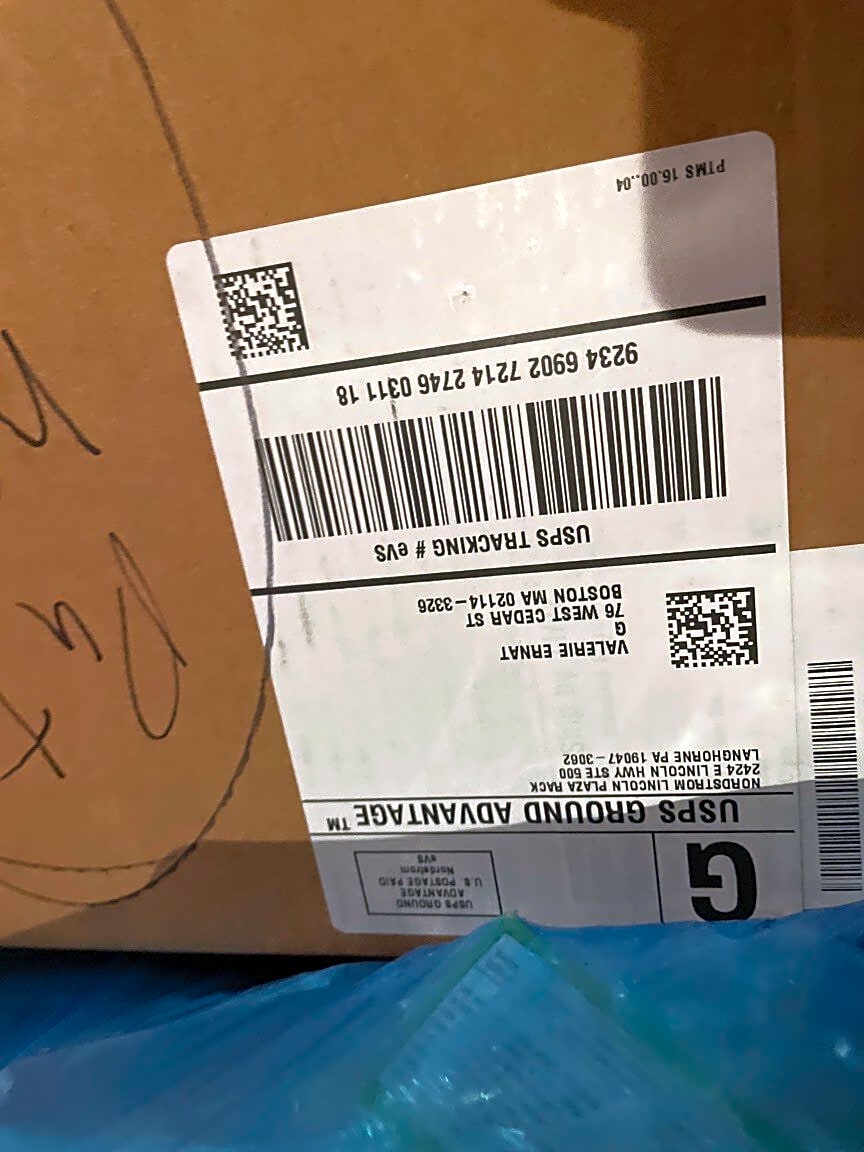 G
USPS GROUND
ADVANTAGE
U.S. POSTAGE PAID
Nordstrom
eVS
USPS GROUND ADVANTAGE ™
NORDSTROM LINCOLN PLAZA RACK
2424 E LINCOLN HWY STE 500
LANGHORNE PA 19047-3062
VALERIE ERNAT
G
76 WEST CEDAR ST
BOSTON MA 02114-3326
USPS TRACKING # eVS
9234 6902 7214 2746 0311 18
PTMS 16.00..04